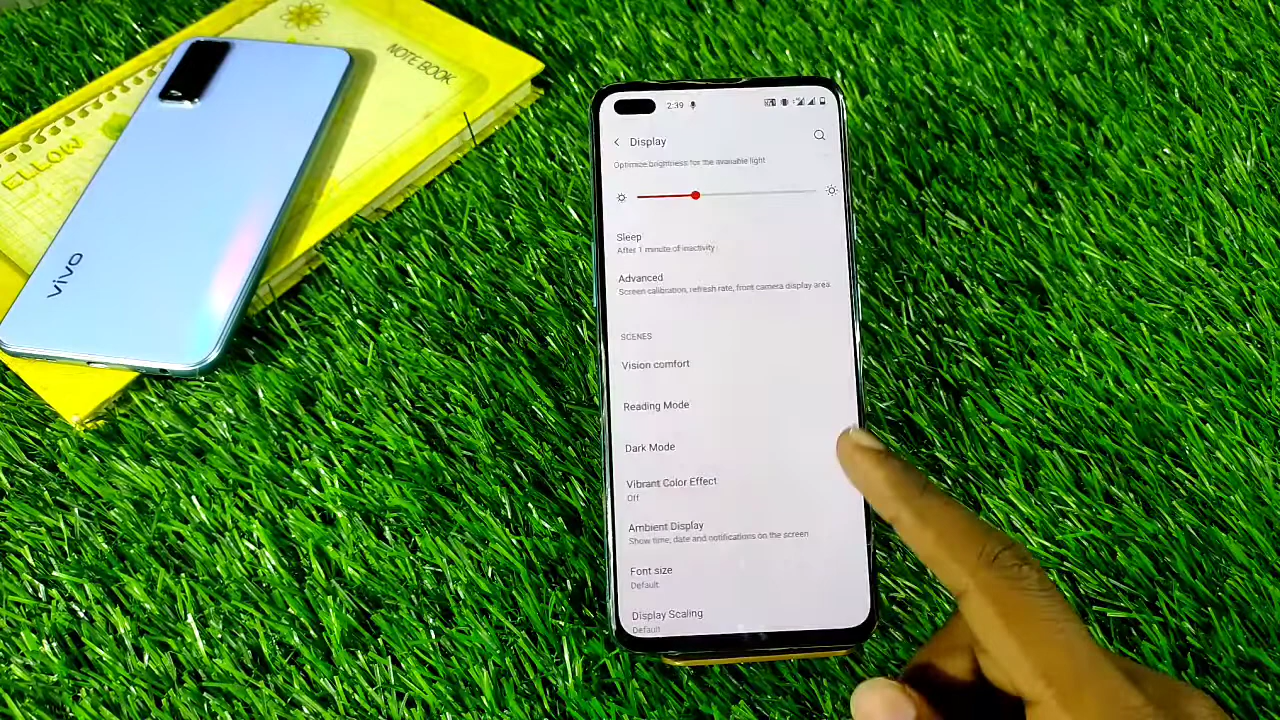 NOTE BOOK
ELLOW
vivo
2:39
Display
Optimize brightness for the available light
Sleep
After 1 minute of inactivity
Advanced
Screen calibration, refresh rate, front camera display area
SCENES
Vision comfort
Reading Mode
Dark Mode
Vibrant Color Effect
Off
Ambient Display
Show time, date and notifications on the screen
Font size
Default
Display Scaling
Default